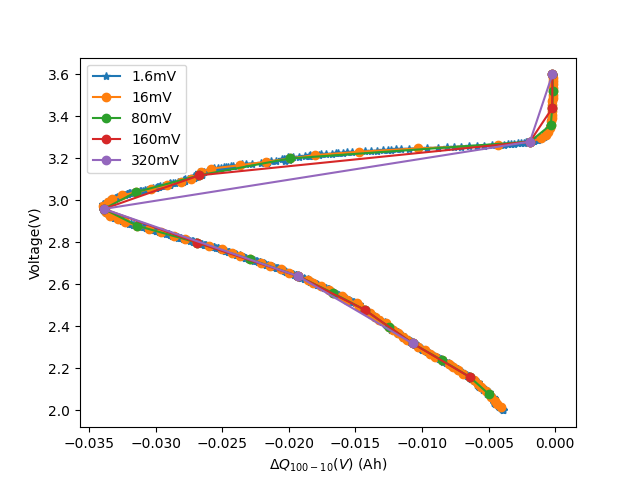 1.6mV
16mV
80mV
160mV
320mV
3.6
3.4
3.2
3.0
2.8
2.6
2.4
2.2
2.0
Voltage(V)
−0.035 −0.030 −0.025 −0.020 −0.015 −0.010 −0.005 0.000
ΔQ100−10(V) (Ah)